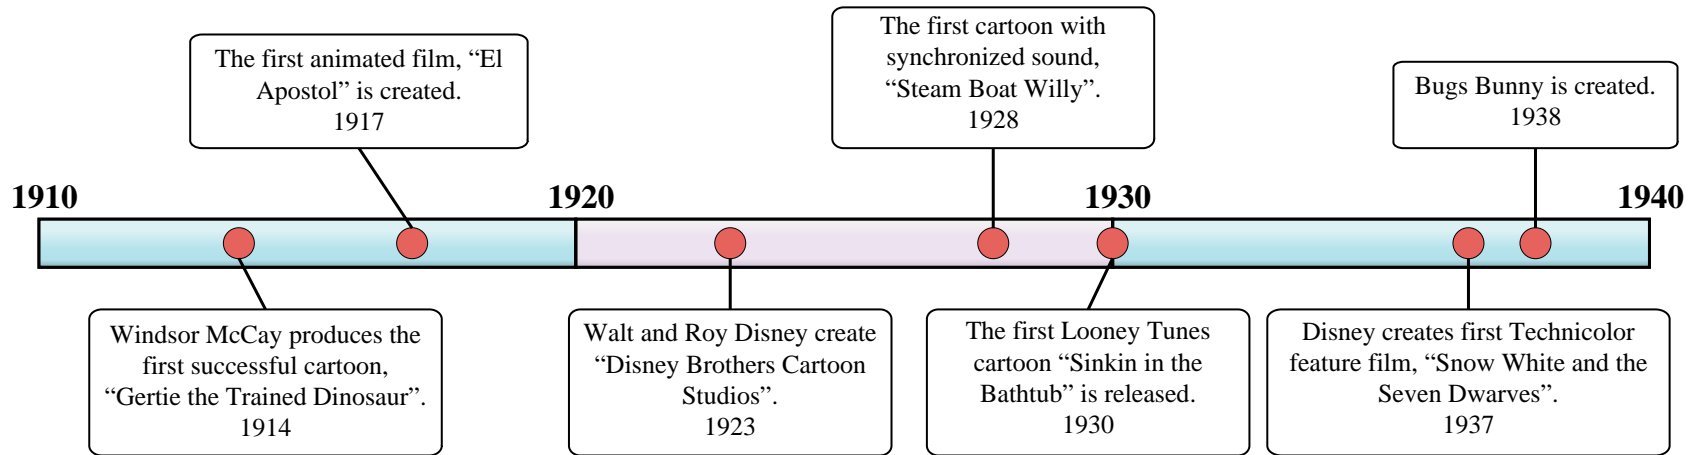 The first animated film, “El
Apostol” is created.
1917
The first cartoon with
synchronized sound,
“Steam Boat Willy”.
1928
Bugs Bunny is created.
1938
1910
1920
1930
1940
Windsor McCay produces the
first successful cartoon,
“Gertie the Trained Dinosaur”.
1914
Walt and Roy Disney create
“Disney Brothers Cartoon
Studios”.
1923
The first Looney Tunes
cartoon “Sinkin in the
Bathtub” is released.
1930
Disney creates first Technicolor
feature film, “Snow White and the
Seven Dwarves”.
1937